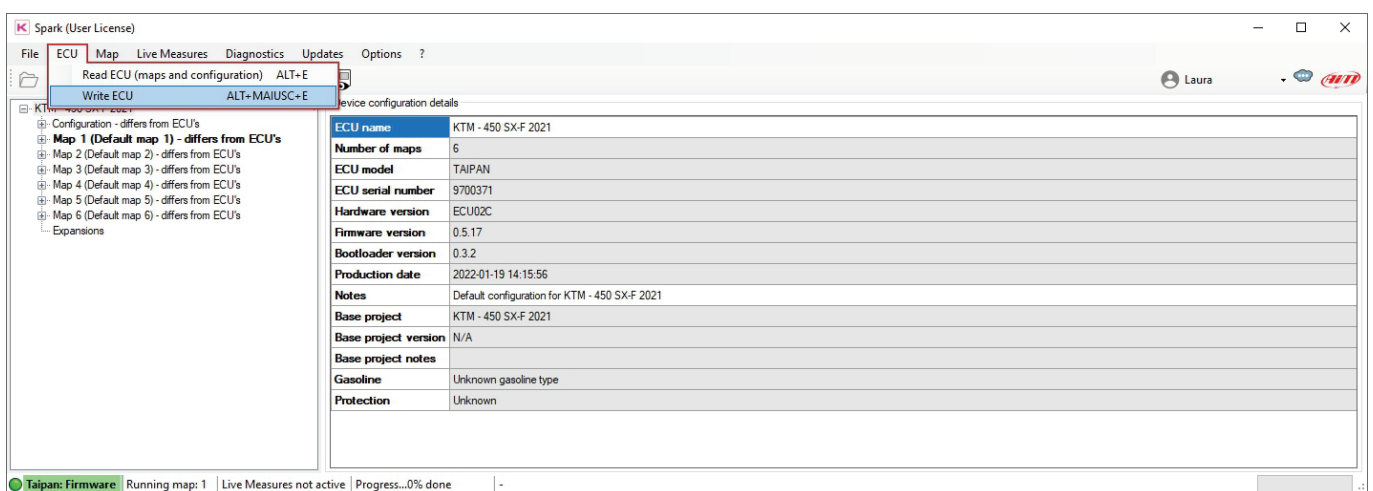 Spark (User License)
File ECU Map Live Measures Diagnostics Updates Options ?
Read ECU (maps and configuration) ALT+E
Write ECU ALT+MAIUSC+E
Laura
AiM
Device configuration details
KTM - 450 SX-F 2021
Configuration - differs from ECU's
Map 1 (Default map 1) - differs from ECU's
Map 2 (Default map 2) - differs from ECU's
Map 3 (Default map 3) - differs from ECU's
Map 4 (Default map 4) - differs from ECU's
Map 5 (Default map 5) - differs from ECU's
Map 6 (Default map 6) - differs from ECU's
Expansions
ECU name KTM - 450 SX-F 2021
Number of maps 6
ECU model TAIPAN
ECU serial number 9700371
Hardware version ECU02C
Firmware version 0.5.17
Bootloader version 0.3.2
Production date 2022-01-19 14:15:56
Notes Default configuration for KTM - 450 SX-F 2021
Base project KTM - 450 SX-F 2021
Base project version N/A
Base project notes
Gasoline Unknown gasoline type
Protection Unknown
Taipan: Firmware Running map: 1 Live Measures not active Progress...0% done -